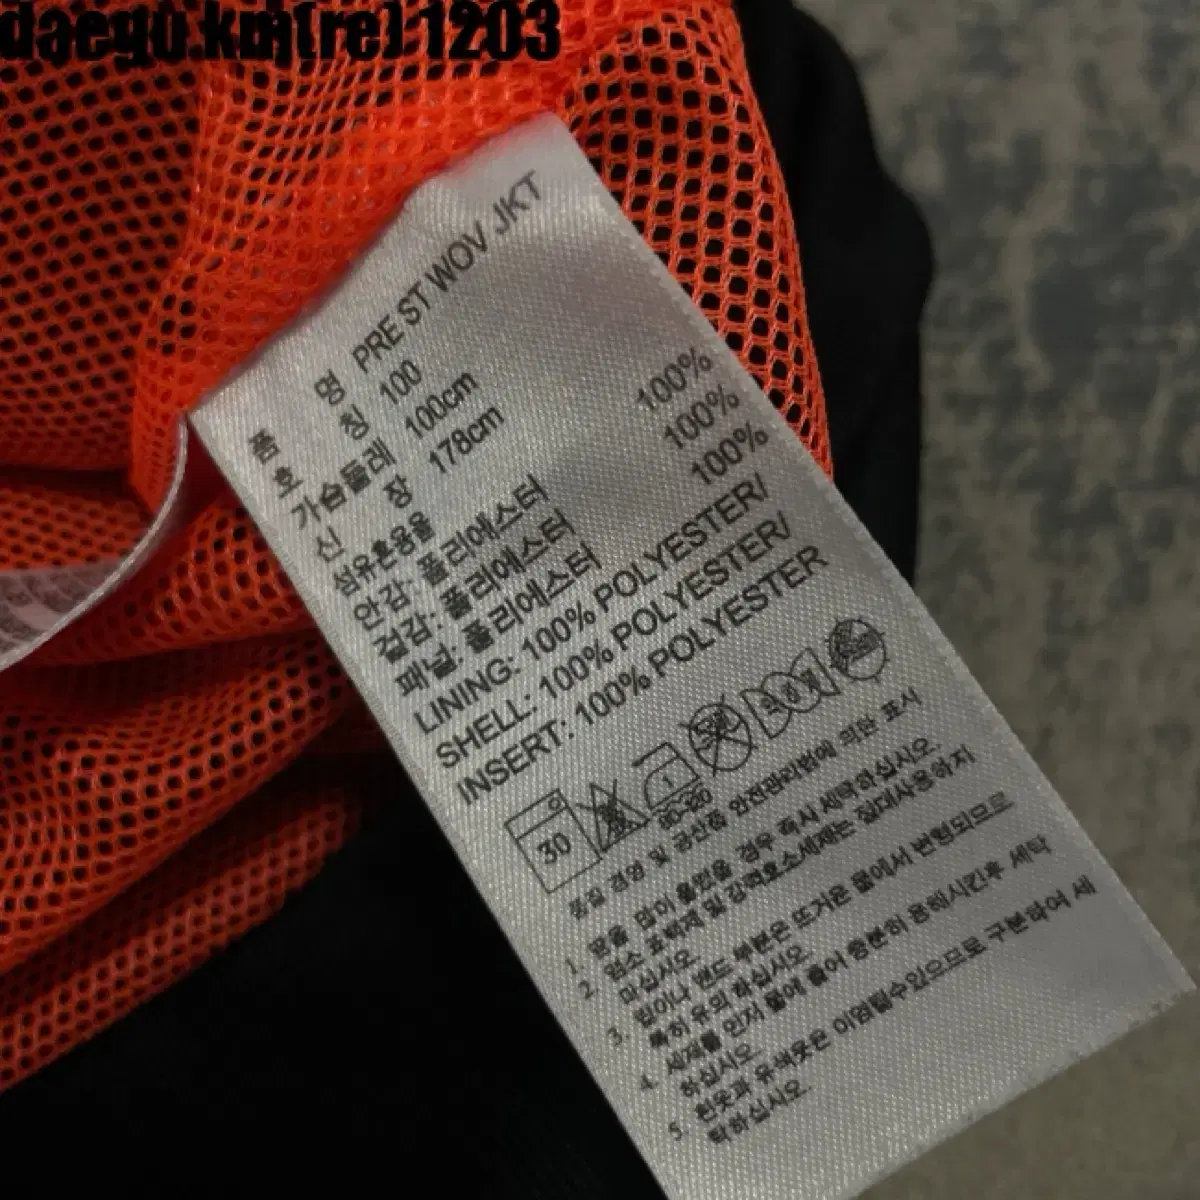 daegu km(re) 1203
품 명 PRE ST WOV JKT
호 칭 100
가슴둘레 100cm
신 장 178cm
섬유혼용율
안감: 폴리에스터 100%
겉감: 폴리에스터 100%
패널: 폴리에스터 100%
LINING: 100% POLYESTER/
SHELL: 100% POLYESTER/
INSERT: 100% POLYESTER
30
1
80-120
품질 경영 및 공산품 안전관리법에 의한 표시
1. 땀을 많이 흘렸을 경우 즉시 세탁하십시오.
2. 염소 표백제 및 강력효소세제는 절대사용하지
마십시오.
3. 립이나 밴드 부분은 뜨거운 물에서 변형되므로
특히 유의 하십시오.
4. 세제를 먼저 물에 풀어 충분히 용해시킨후 세탁
하십시오.
5. 흰옷과 유색옷은 이염될수있으므로 구분하여 세
탁하십시오.